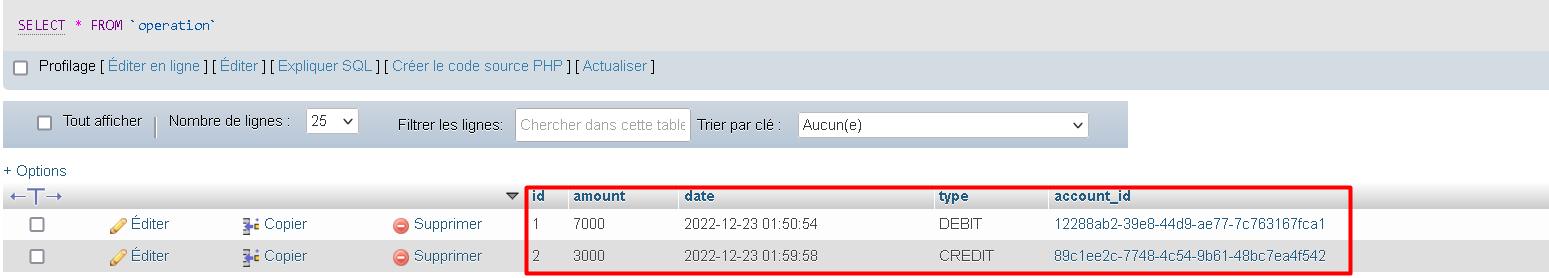 SELECT * FROM `operation`
Profilage [ Éditer en ligne ] [ Éditer ] [ Expliquer SQL ] [ Créer le code source PHP ] [ Actualiser ]
Tout afficher | Nombre de lignes : 25 Filtrer les lignes: Chercher dans cette table Trier par clé : Aucun(e)
+ Options
←T→ id amount date type account_id
Éditer Copier Supprimer 1 7000 2022-12-23 01:50:54 DEBIT 12288ab2-39e8-44d9-ae77-7c763167fca1
Éditer Copier Supprimer 2 3000 2022-12-23 01:59:58 CREDIT 89c1ee2c-7748-4c54-9b61-48bc7ea4f542